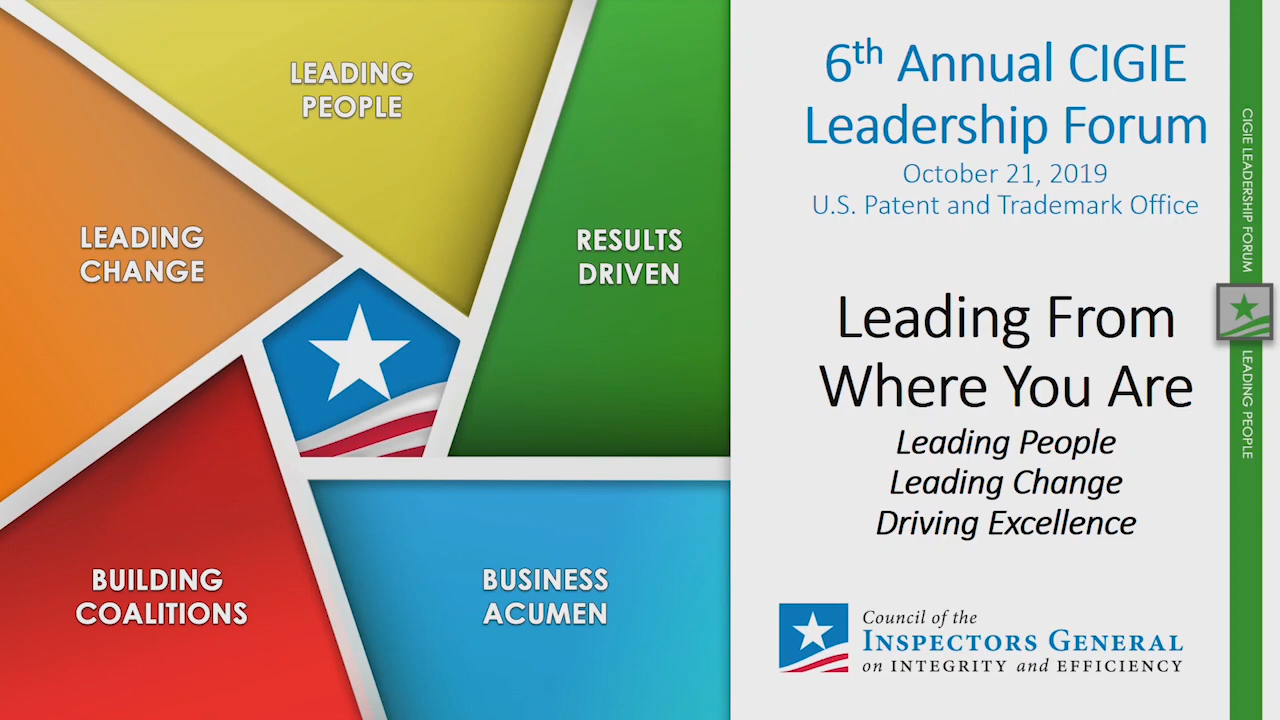 LEADING
PEOPLE
LEADING
CHANGE
RESULTS
DRIVEN
BUILDING
COALITIONS
BUSINESS
ACUMEN
6th Annual CIGIE
Leadership Forum
October 21, 2019
U.S. Patent and Trademark Office
Leading From
Where You Are
Leading People
Leading Change
Driving Excellence
Council of the
INSPECTORS GENERAL
on INTEGRITY and EFFICIENCY
CIGIE LEADERSHIP FORUM
LEADING PEOPLE